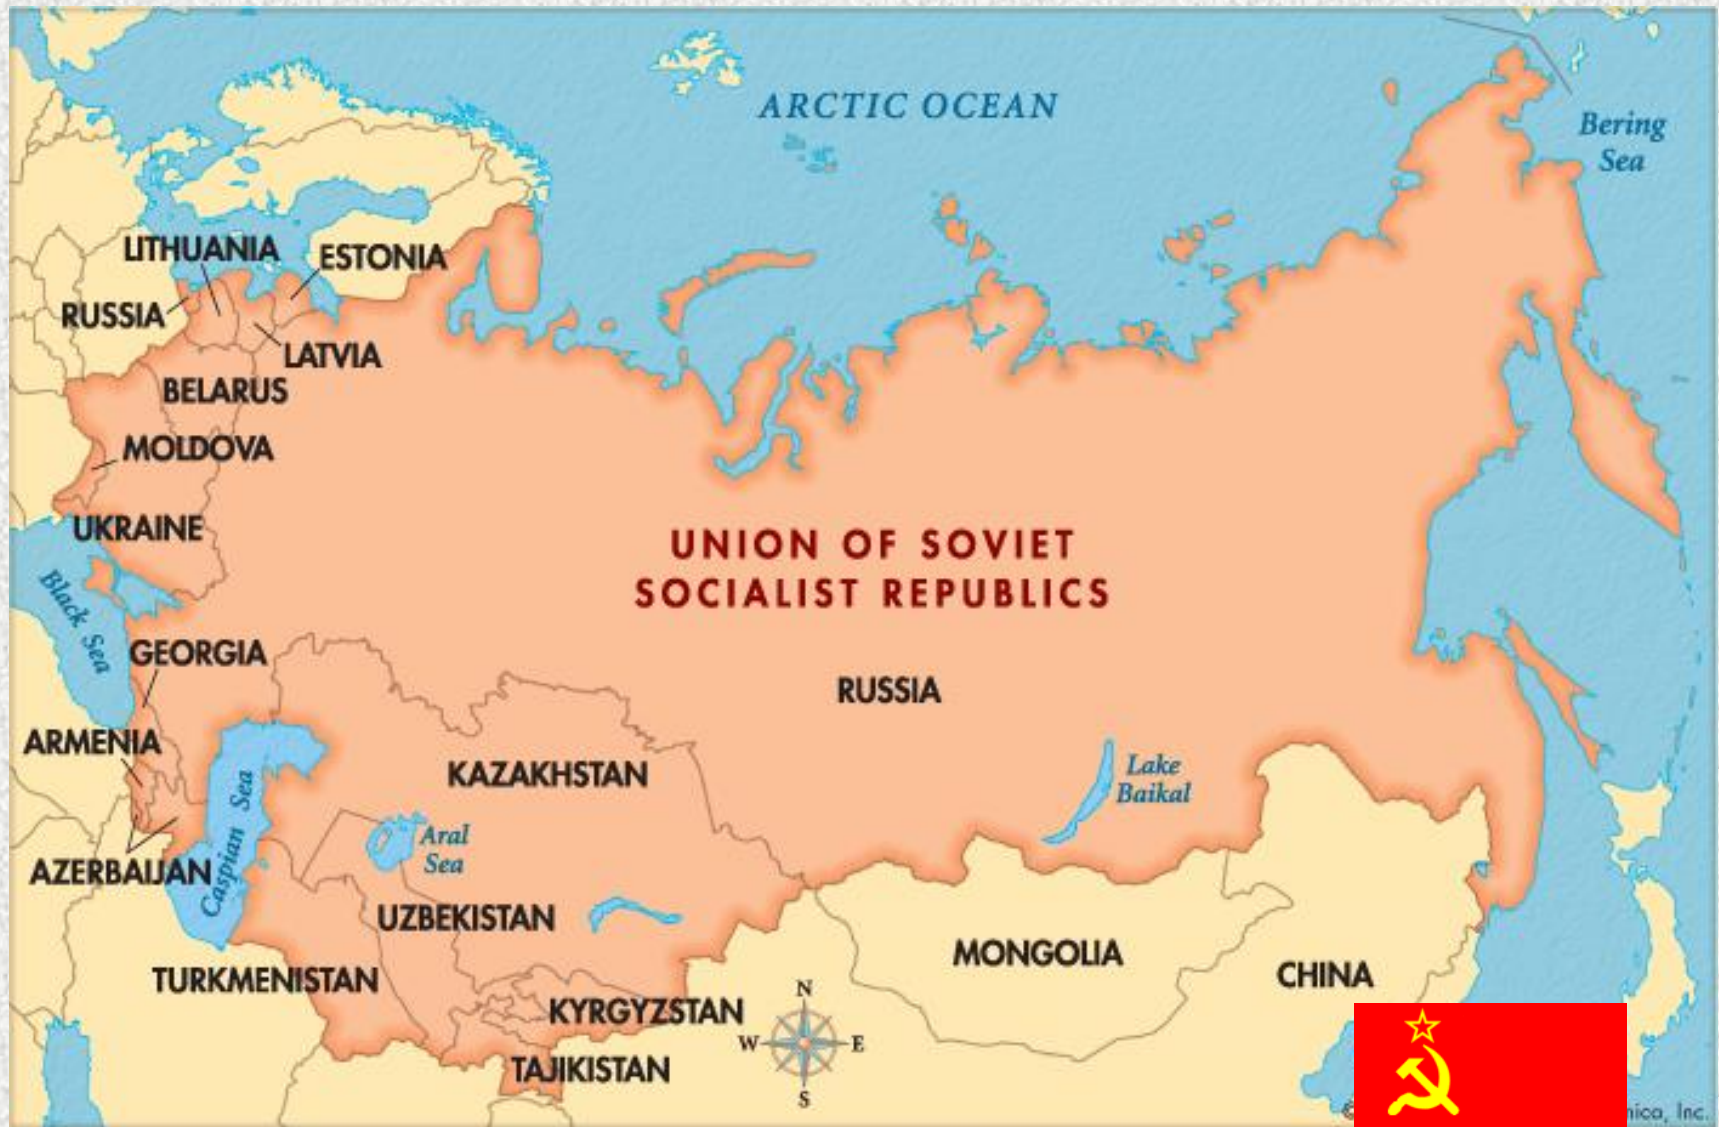 ARCTIC OCEAN
Bering
Sea
LITHUANIA
ESTONIA
RUSSIA
LATVIA
BELARUS
MOLDOVA
UKRAINE
UNION OF SOVIET
SOCIALIST REPUBLICS
Black Sea
GEORGIA
RUSSIA
ARMENIA
KAZAKHSTAN
Lake
Baikal
Caspian Sea
Aral
Sea
AZERBAIJAN
UZBEKISTAN
MONGOLIA
CHINA
TURKMENISTAN
KYRGYZSTAN
TAJIKISTAN
N
W
E
S
©
Inc.